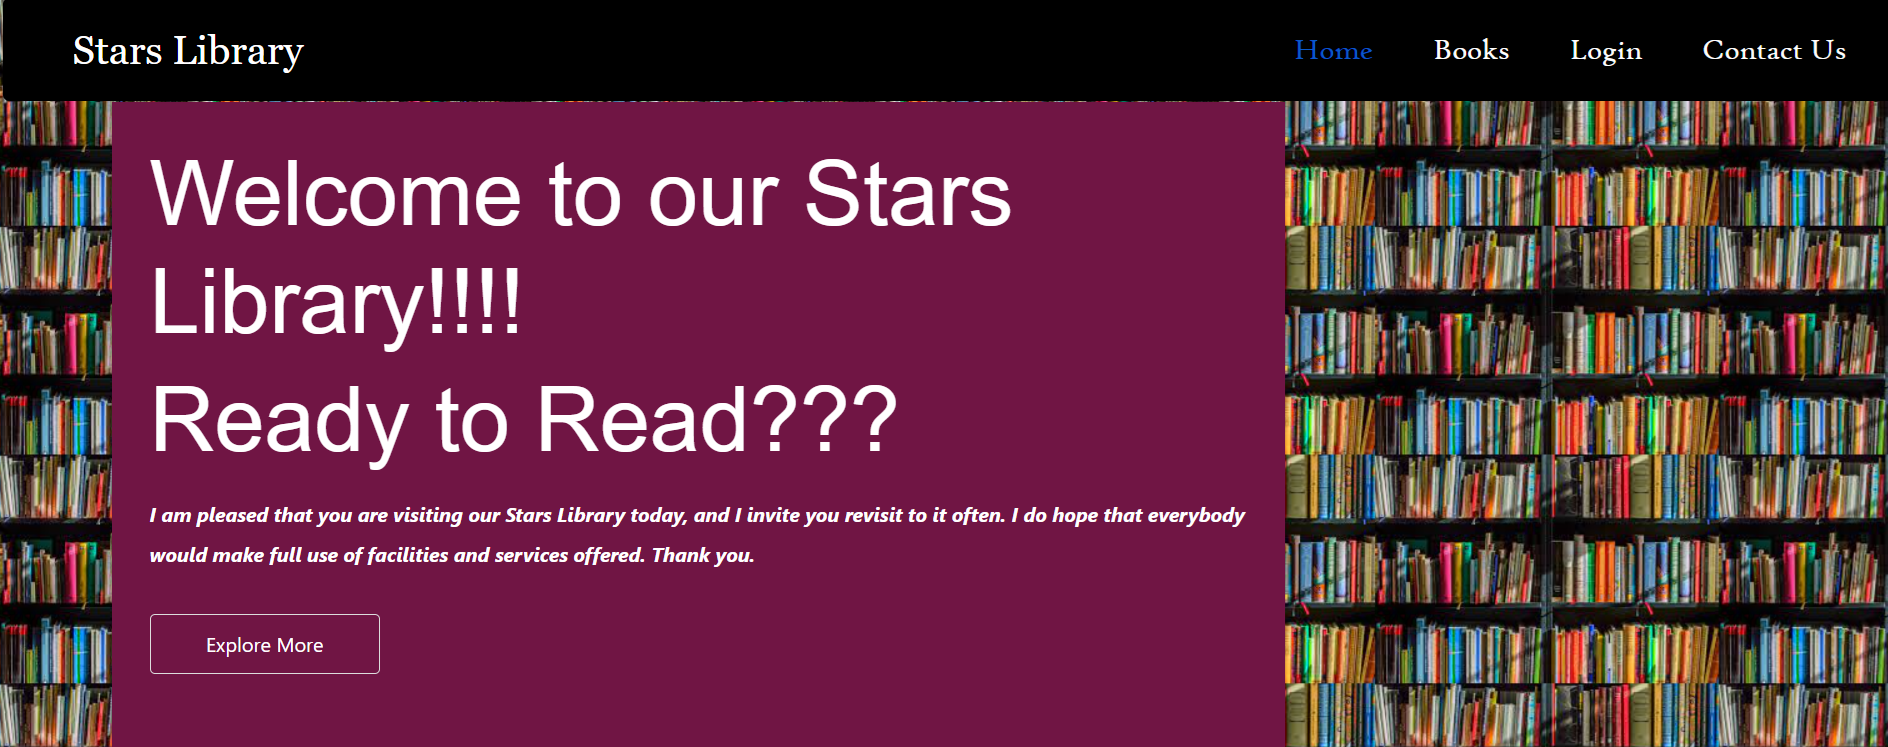 Stars Library
Home Books Login Contact Us
Welcome to our Stars
Library!!!!
Ready to Read???
I am pleased that you are visiting our Stars Library today, and I invite you revisit to it often. I do hope that everybody
would make full use of facilities and services offered. Thank you.
Explore More